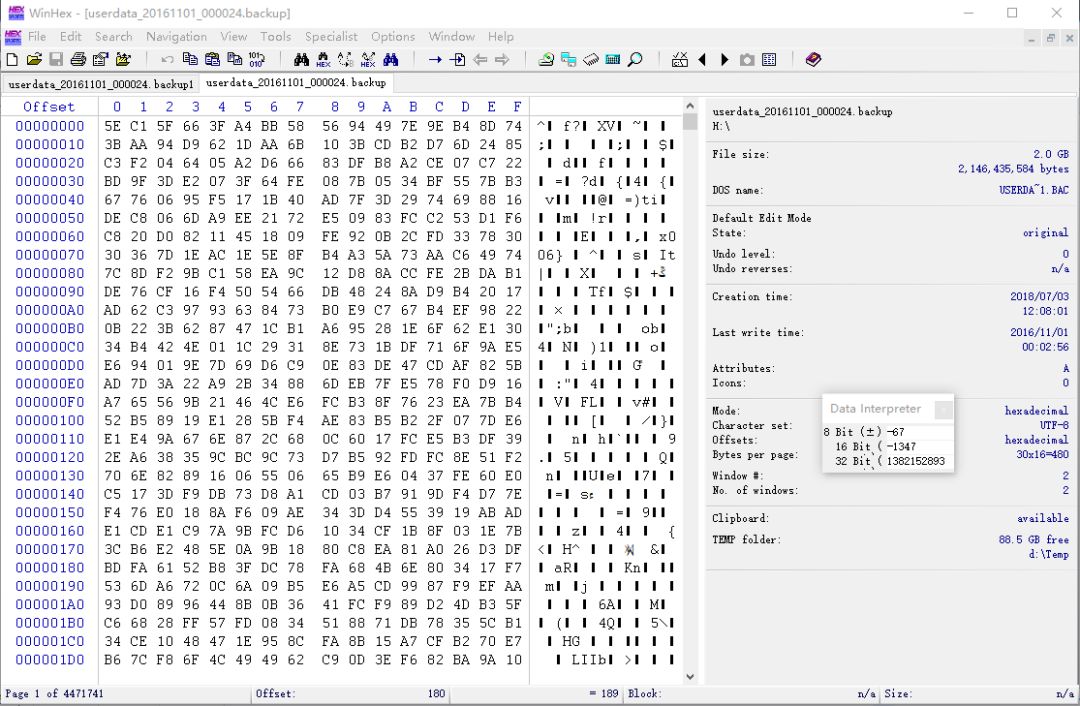 WinHex - [userdata_20161101_000024.backup]
File Edit Search Navigation View Tools Specialist Options Window Help
userdata_20161101_000024.backup1 userdata_20161101_000024.backup
Offset 0 1 2 3 4 5 6 7 8 9 A B C D E F
00000000 5E C1 5F 66 3F A4 BB 58 56 94 49 7E 9E B4 8D 74
00000010 3B AA 94 D9 62 1D AA 6B 10 3B CD B2 D7 6D 24 85
00000020 C3 F2 04 64 05 A2 D6 66 83 DF B8 A2 CE 07 C7 22
00000030 BD 9F 3D E2 07 3F 64 FE 08 7B 05 34 BF 55 7B B3
00000040 67 76 06 95 F5 17 1B 40 AD 7F 3D 29 74 69 88 16
00000050 DE C8 06 6D A9 EE 21 72 E5 09 83 FC C2 53 D1 F6
00000060 C8 20 D0 82 11 45 18 09 FE 92 0B 2C FD 33 78 30
00000070 30 36 7D 1E AC 1E 5E 8F B4 A3 5A 73 AA C6 49 74
00000080 7C 8D F2 9B C1 58 EA 9C 12 D8 8A CC FE 2B DA B1
00000090 DE 76 CF 16 F4 50 54 66 DB 48 24 8A D9 B4 20 17
000000A0 AD 62 C3 97 93 63 84 73 B0 E9 C7 67 B4 EF 98 22
000000B0 0B 22 3B 62 87 47 1C B1 A6 95 28 1E 6F 62 E1 30
000000C0 34 B4 42 4E 01 1C 29 31 8E 73 1B DF 71 6F 9A E5
000000D0 E6 94 01 9E 7D 69 D6 C9 0E 83 DE 47 CD AF 82 5B
000000E0 AD 7D 3A 22 A9 2B 34 88 6D EB 7F E5 78 F0 D9 16
000000F0 A7 65 56 9B 21 46 4C E6 FC B3 8F 76 23 EA 7B B4
00000100 52 B5 89 19 E1 28 5B F4 AE 83 B5 B2 2F 07 7D E6
00000110 E1 E4 9A 67 6E 87 2C 68 0C 60 17 FC E5 B3 DF 39
00000120 2E A6 38 35 9C BC 9C 73 D7 B5 92 FD FC 8E 51 F2
00000130 70 6E 82 89 16 06 55 06 65 B9 E6 04 37 FE 60 E0
00000140 C5 17 3D F9 DB 73 D8 A1 CD 03 B7 91 9D F4 D7 7E
00000150 F4 76 E0 18 8A F6 09 AE 34 3D D4 55 39 19 AB AD
00000160 E1 CD E1 C9 7A 9B FC D6 10 34 CF 1B 8F 03 1E 7B
00000170 3C B6 E2 48 5E 0A 9B 18 80 C8 EA 81 A0 26 D3 DF
00000180 BD FA 61 52 B8 3F DC 78 FA 68 4B 6E 80 34 17 F7
00000190 53 6D A6 72 0C 6A 09 B5 E6 A5 CD 99 87 F9 EF AA
000001A0 93 D0 89 96 44 8B 0B 36 41 FC F9 89 D2 4D B3 5F
000001B0 C6 68 28 FF 57 FD 08 34 51 88 71 DB 78 35 5C B1
000001C0 34 CE 10 48 47 1E 95 8C FA 8B 15 A7 CF B2 70 E7
000001D0 B6 7C F8 6F 4C 49 49 62 C9 0D 3E F6 82 BA 9A 10
userdata_20161101_000024.backup
H:\
File size: 2.0 GB
2,146,435,584 bytes
DOS name: USERDA~1.BAC
Default Edit Mode
State: original
Undo level: 0
Undo reverses: n/a
Creation time: 2018/07/03
12:08:01
Last write time: 2016/11/01
00:02:56
Attributes: A
Icons: 0
Mode: hexadecimal
Character set: UTF-8
Offsets: hexadecimal
Bytes per page: 30x16=480
Window #: 2
No. of windows: 2
Clipboard: available
TEMP folder: 88.5 GB free
d:\Temp
Data Interpreter
8 Bit (±) -67
16 Bit ( -1347
32 Bit ( 1382152893
Page 1 of 4471741 Offset: 180 = 189 Block: n/a Size: n/a